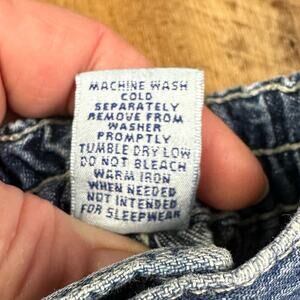 MACHINE WASH
COLD
SEPARATELY
REMOVE FROM
WASHER
PROMPTLY
TUMBLE DRY LOW
DO NOT BLEACH
WARM IRON
WHEN NEEDED
NOT INTENDED
FOR SLEEPWEAR